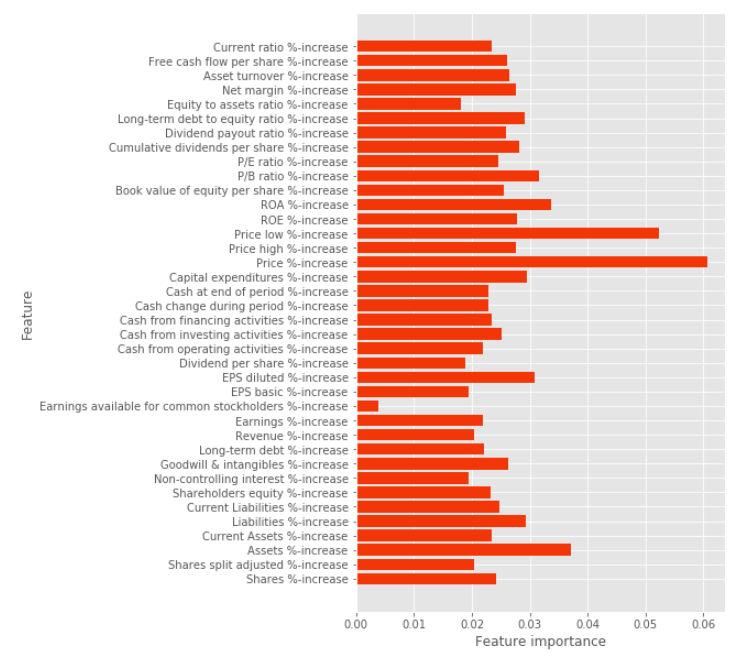 Current ratio %-increase
Free cash flow per share %-increase
Asset turnover %-increase
Net margin %-increase
Equity to assets ratio %-increase
Long-term debt to equity ratio %-increase
Dividend payout ratio %-increase
Cumulative dividends per share %-increase
P/E ratio %-increase
P/B ratio %-increase
Book value of equity per share %-increase
ROA %-increase
ROE %-increase
Price low %-increase
Price high %-increase
Price %-increase
Capital expenditures %-increase
Cash at end of period %-increase
Cash change during period %-increase
Cash from financing activities %-increase
Cash from investing activities %-increase
Cash from operating activities %-increase
Dividend per share %-increase
EPS diluted %-increase
EPS basic %-increase
Earnings available for common stockholders %-increase
Earnings %-increase
Revenue %-increase
Long-term debt %-increase
Goodwill & intangibles %-increase
Non-controlling interest %-increase
Shareholders equity %-increase
Current Liabilities %-increase
Liabilities %-increase
Current Assets %-increase
Assets %-increase
Shares split adjusted %-increase
Shares %-increase
Feature
0.00 0.01 0.02 0.03 0.04 0.05 0.06
Feature importance